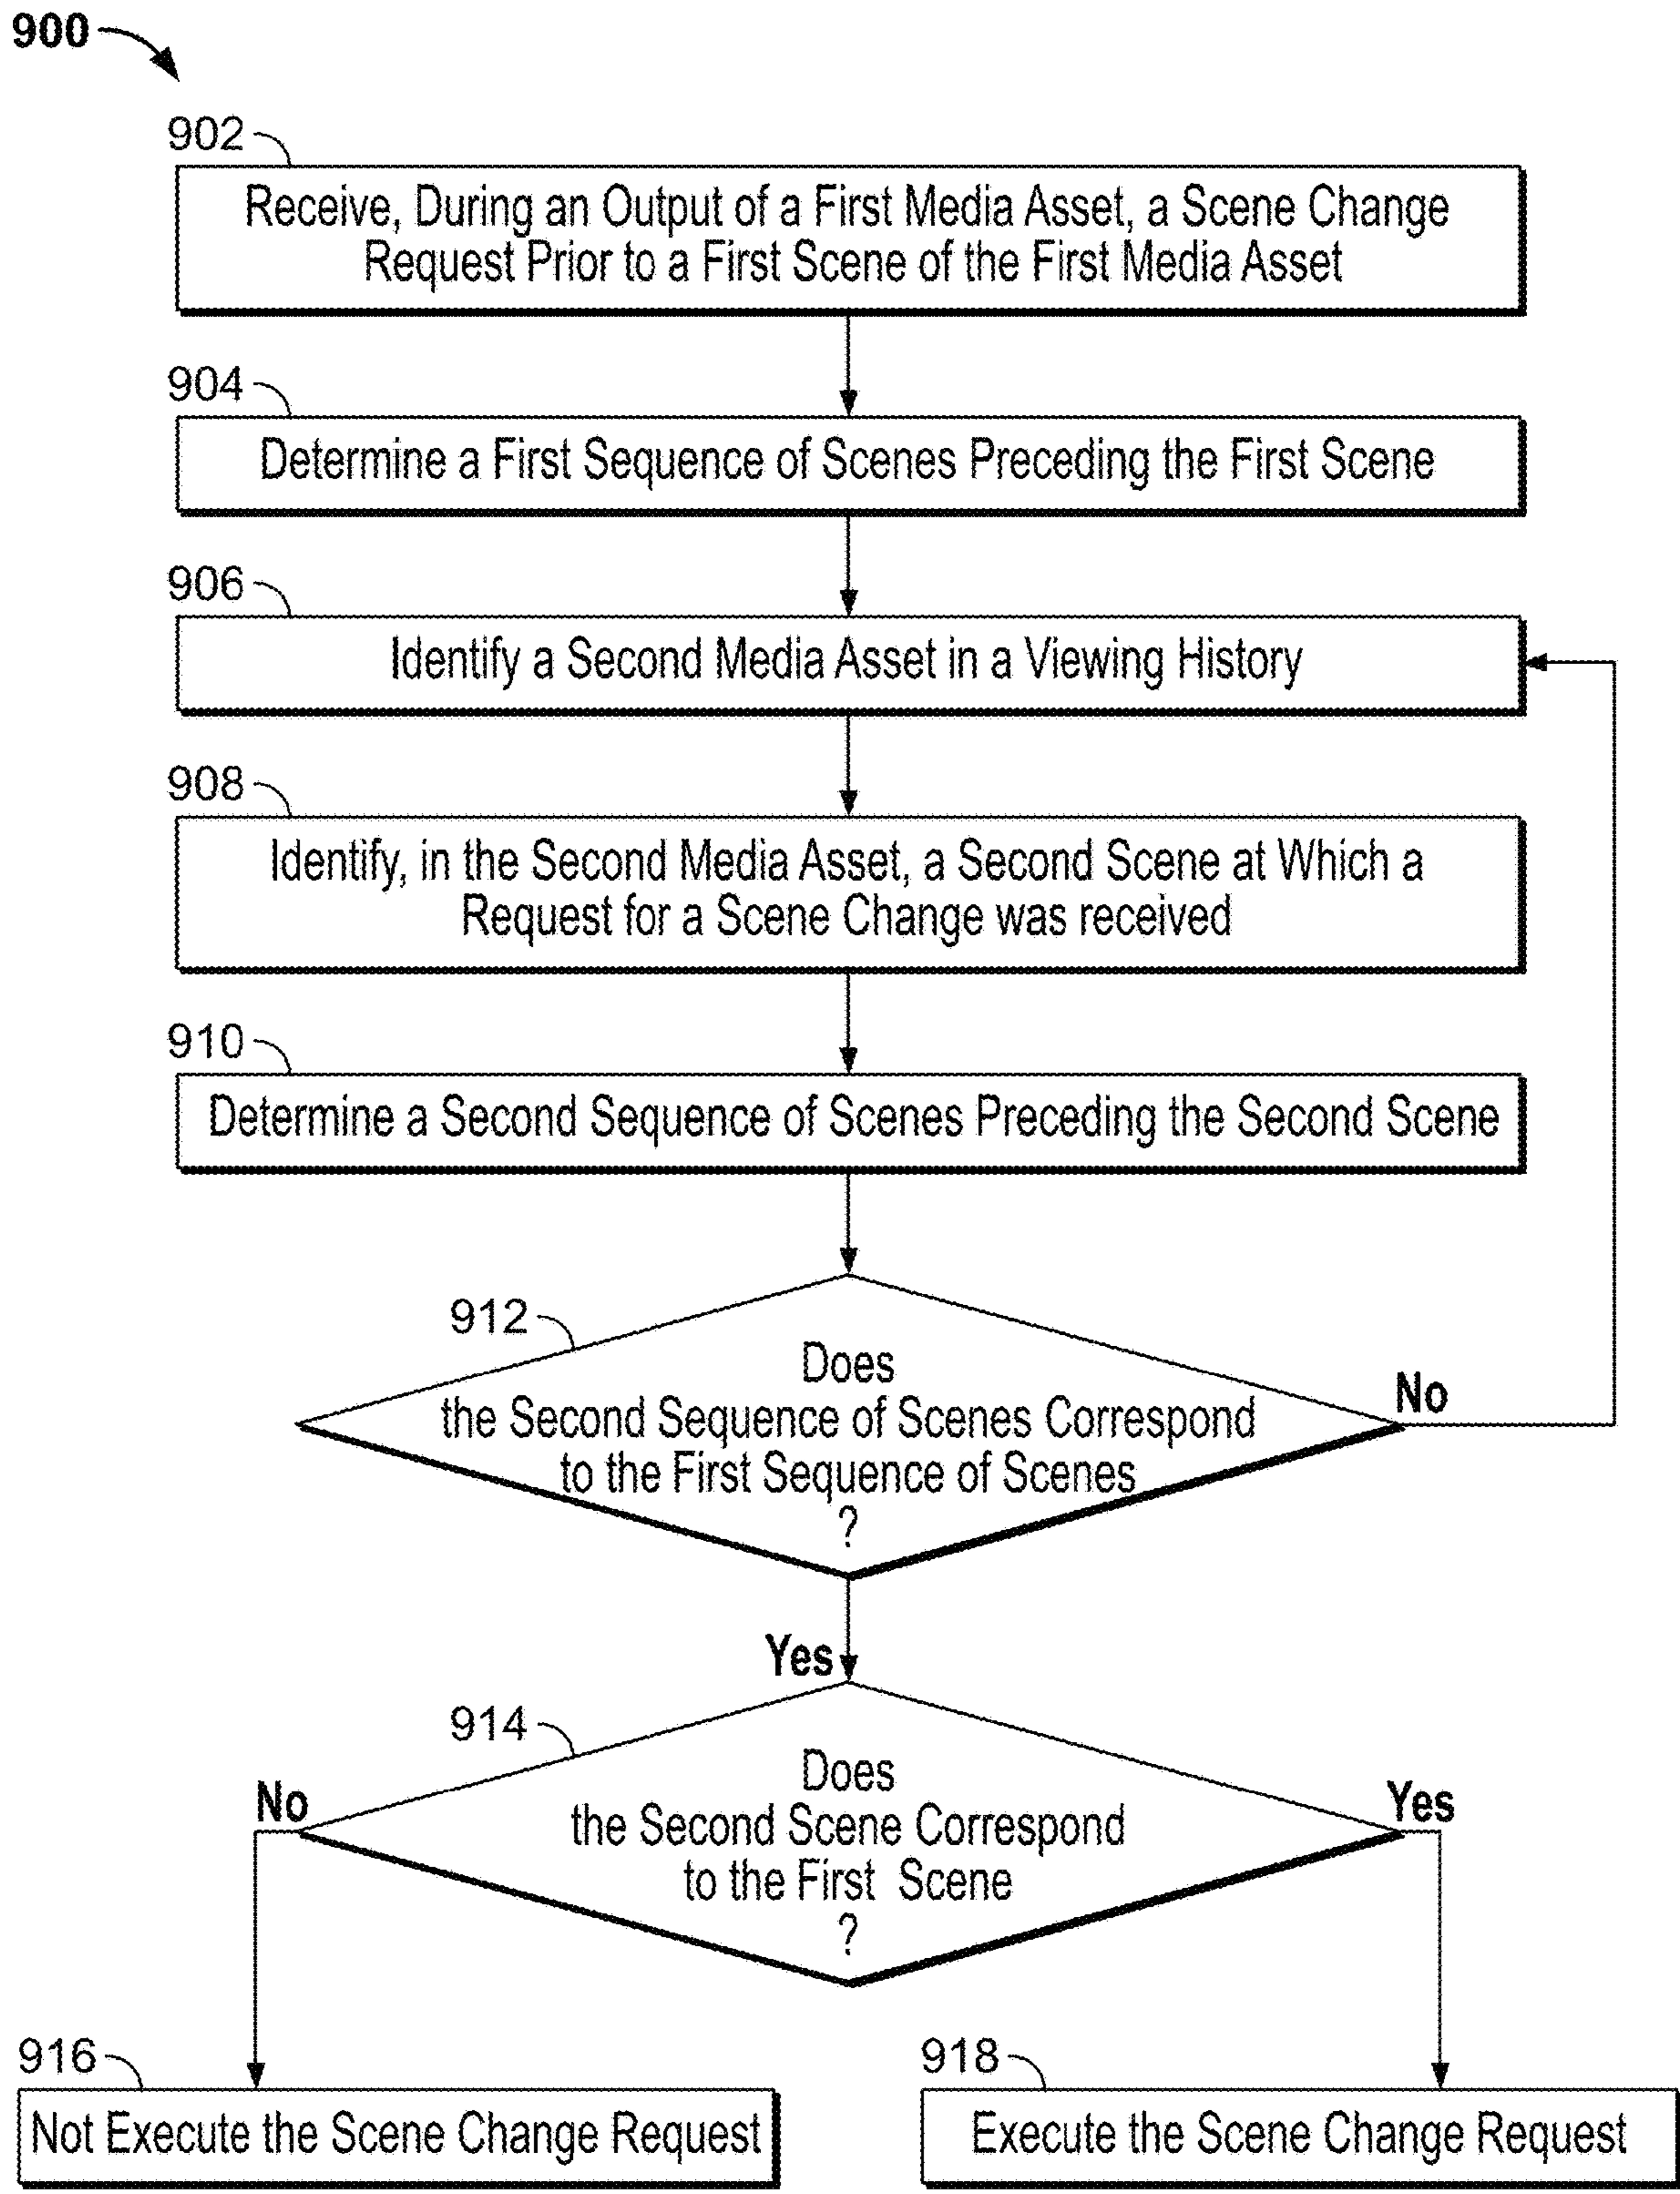 900
902
Receive, During an Output of a First Media Asset, a Scene Change
Request Prior to a First Scene of the First Media Asset
904
Determine a First Sequence of Scenes Preceding the First Scene
906
Identify a Second Media Asset in a Viewing History
908
Identify, in the Second Media Asset, a Second Scene at Which a
Request for a Scene Change was received
910
Determine a Second Sequence of Scenes Preceding the Second Scene
912
Does
the Second Sequence of Scenes Correspond
to the First Sequence of Scenes
?
No
Yes
914
Does
the Second Scene Correspond
to the First Scene
?
No
Yes
916
Not Execute the Scene Change Request
918
Execute the Scene Change Request